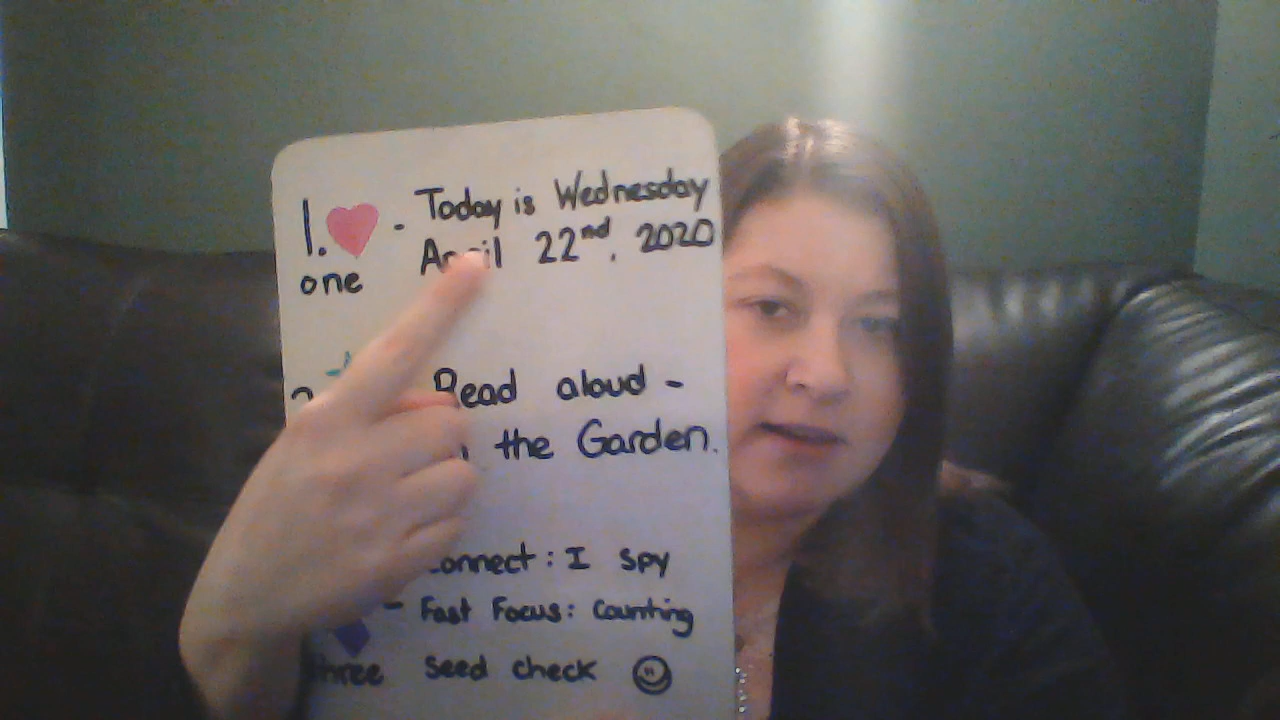 1. - Today is Wednesday
one April 22nd, 2020
Read aloud -
the Garden.
: I spy
- Fast Focus: Counting
three seed check